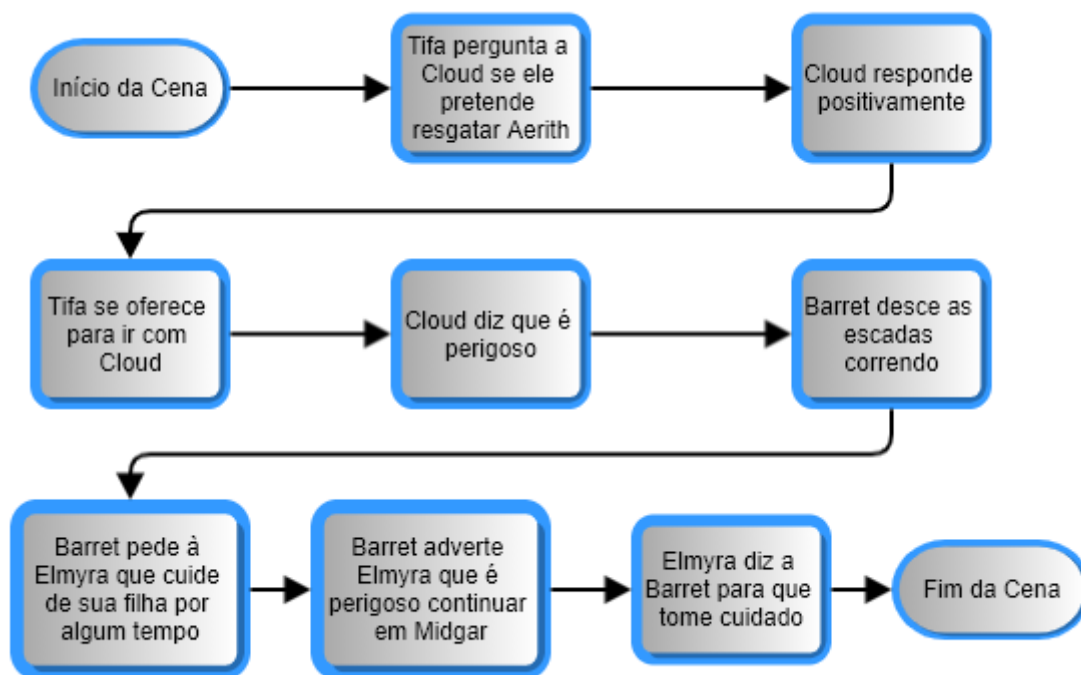 Início da Cena
Tifa pergunta a
Cloud se ele
pretende
resgatar Aerith
Cloud responde
positivamente
Tifa se oferece
para ir com
Cloud
Cloud diz que é
perigoso
Barret desce as
escadas
correndo
Barret pede à
Elmyra que cuide
de sua filha por
algum tempo
Barret adverte
Elmyra que é
perigoso continuar
em Midgar
Elmyra diz a
Barret para que
tome cuidado
Fim da Cena